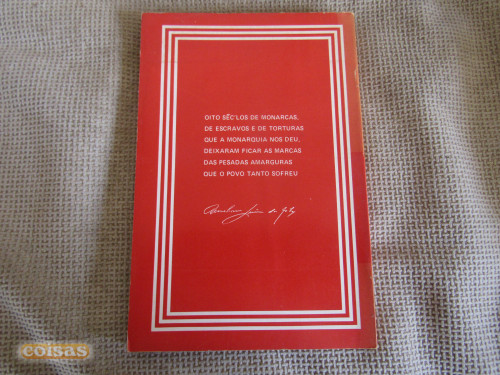 OITO SÉC'LOS DE MONARCAS,
DE ESCRAVOS E DE TORTURAS
QUE A MONARQUIA NOS DEU,
DEIXARAM FICAR AS MARCAS
DAS PESADAS AMARGURAS
QUE O POVO TANTO SOFREU
coisas